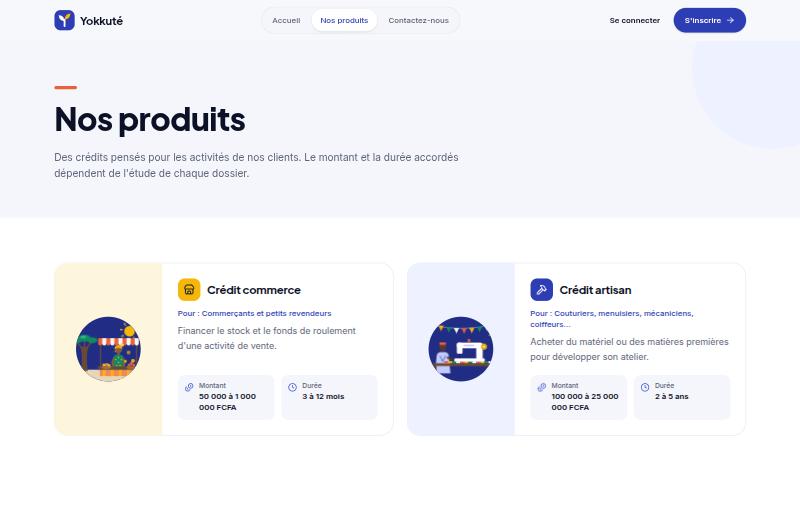 Yokkuté
Accueil
Nos produits
Contactez-nous
Se connecter
S'inscrire
Nos produits
Des crédits pensés pour les activités de nos clients. Le montant et la durée accordés
dépendent de l'étude de chaque dossier.
Crédit commerce
Pour : Commerçants et petits revendeurs
Financer le stock et le fonds de roulement
d'une activité de vente.
Montant
50 000 à 1 000
000 FCFA
Durée
3 à 12 mois
Crédit artisan
Pour : Couturiers, menuisiers, mécaniciens,
coiffeurs...
Acheter du matériel ou des matières premières
pour développer son atelier.
Montant
100 000 à 25 000
000 FCFA
Durée
2 à 5 ans